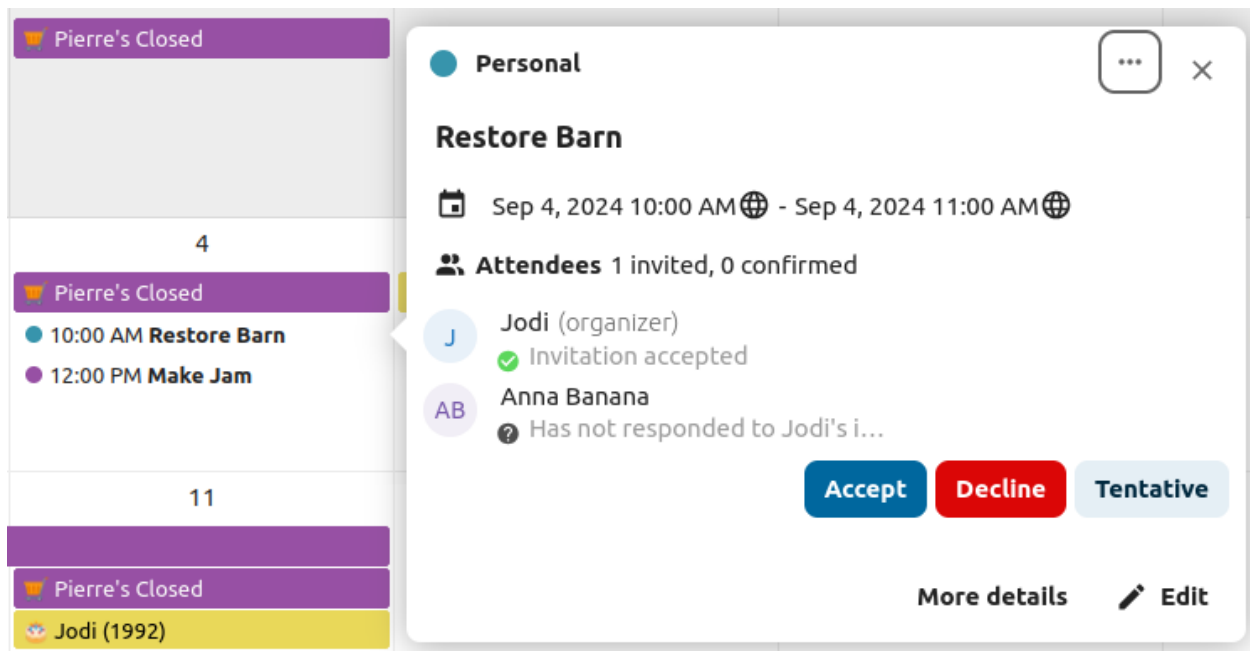 Pierre's Closed
4
Pierre's Closed
10:00 AM Restore Barn
12:00 PM Make Jam
11
Pierre's Closed
Jodi (1992)
Personal
Restore Barn
Sep 4, 2024 10:00 AM - Sep 4, 2024 11:00 AM
Attendees 1 invited, 0 confirmed
J
Jodi (organizer)
Invitation accepted
AB
Anna Banana
Has not responded to Jodi's i...
Accept Decline Tentative
More details Edit